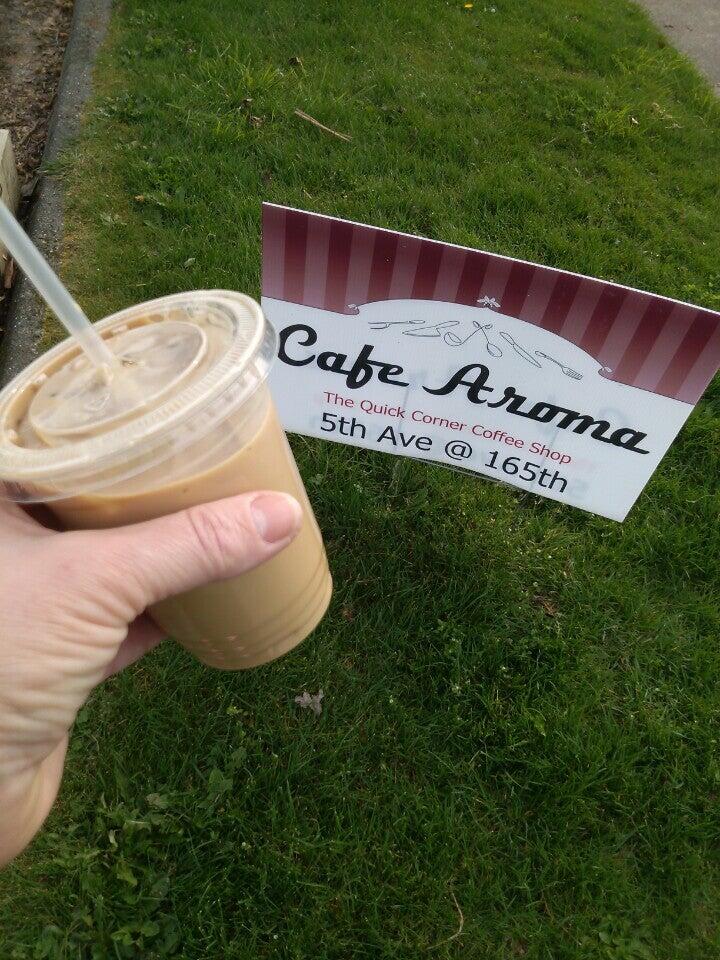 Cafe Aroma
The Quick Corner Coffee Shop
5th Ave @ 165th